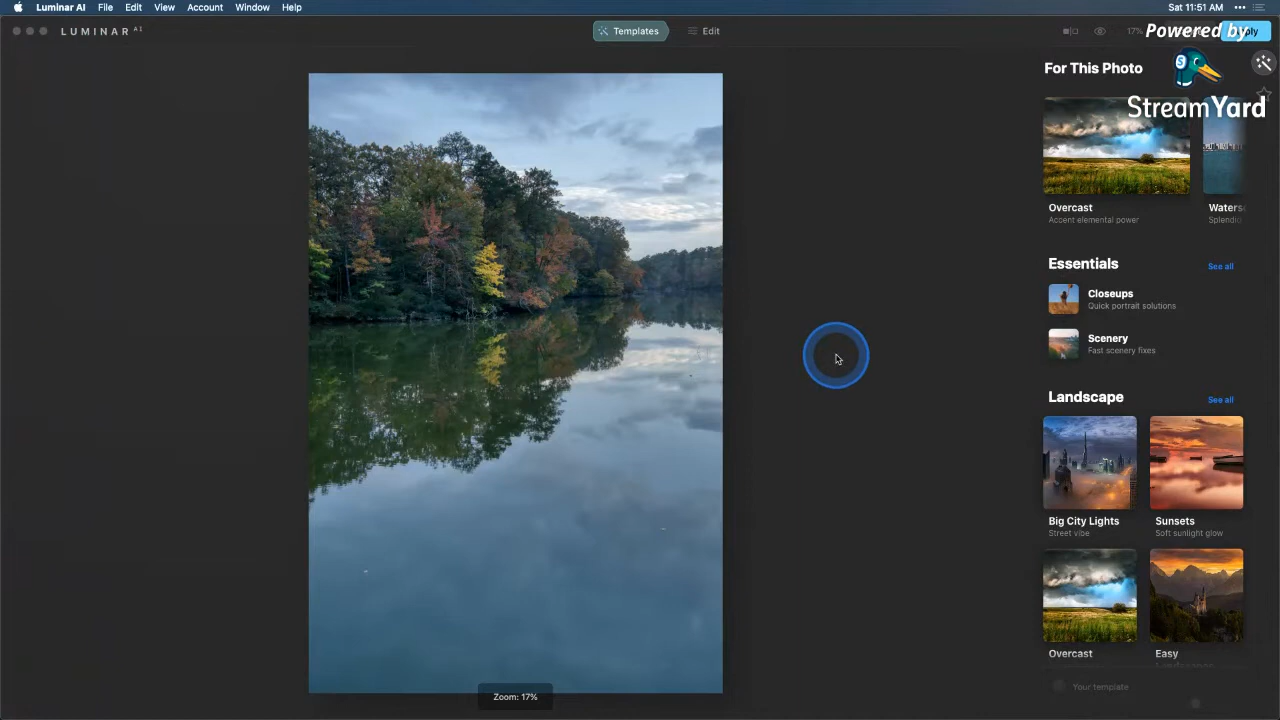 Luminar AI File Edit View Account Window Help
Sat 11:51 AM
LUMINAR AI
Templates
Edit
17%
Powered by
StreamYard
For This Photo
Overcast
Accent elemental power
Essentials
See all
Closeups
Quick portrait solutions
Scenery
Fast scenery fixes
Landscape
See all
Big City Lights
Street vibe
Sunsets
Soft sunlight glow
Overcast
Easy
Landscapes
Your template
Zoom: 17%